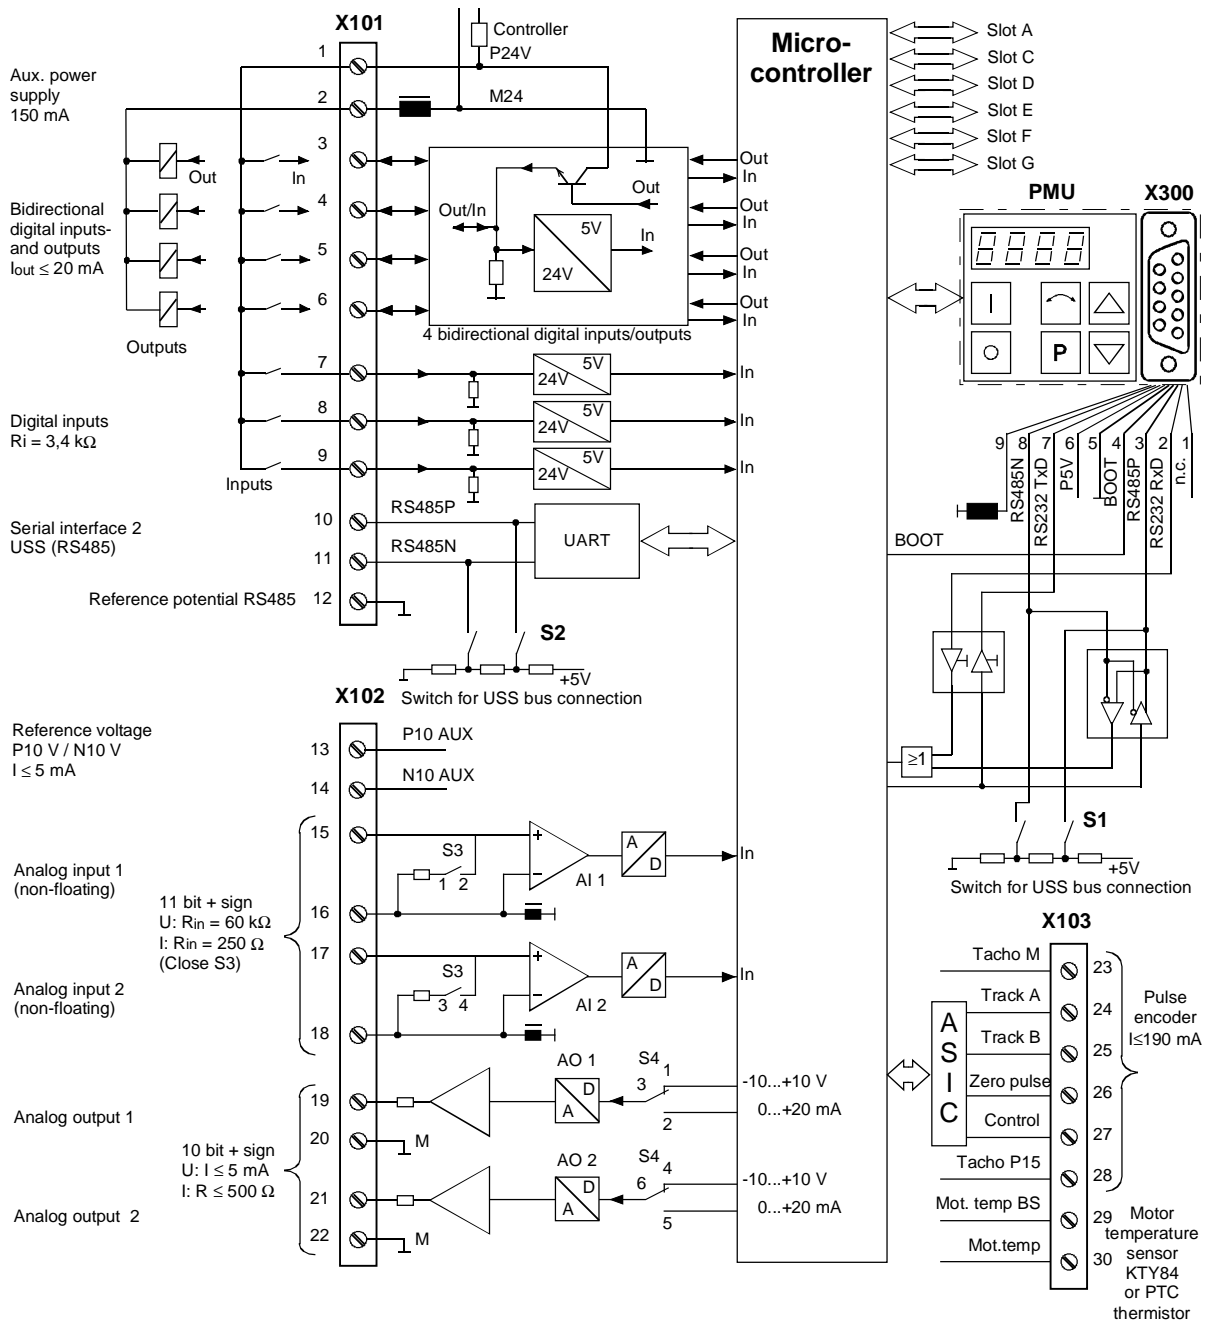 X101
Controller
P24V
Micro-
controller
Slot A
Slot C
Slot D
Slot E
Slot F
Slot G
Aux. power
supply
150 mA
1
2
M24
3
4
5
6
Out
In
Out/In
Out
In
5V
24V
Out
In
Out
In
Out
In
Out
In
Bidirectional
digital inputs-
and outputs
Iout ≤ 20 mA
Outputs
4 bidirectional digital inputs/outputs
PMU
X300
8888
P
7
8
9
24V
5V
In
24V
5V
In
24V
5V
In
Digital inputs
Ri = 3,4 kΩ
Inputs
9 8 7 6 5 4 3 2 1
RS485N
RS232 TxD
P5V
BOOT
RS485P
RS232 RxD
n.c.
BOOT
Serial interface 2
USS (RS485)
10
RS485P
11
RS485N
UART
Reference potential RS485
12
S2
+5V
Switch for USS bus connection
≥1
S1
+5V
Switch for USS bus connection
X102
Reference voltage
P10 V / N10 V
I ≤ 5 mA
13
P10 AUX
14
N10 AUX
Analog input 1
(non-floating)
11 bit + sign
U: Rin = 60 kΩ
I: Rin = 250 Ω
(Close S3)
15
16
S3
1 2
+
−
AI 1
A
D
In
Analog input 2
(non-floating)
17
18
S3
3 4
+
−
AI 2
A
D
In
Analog output 1
10 bit + sign
U: I ≤ 5 mA
I: R ≤ 500 Ω
19
20
M
AO 1
D
A
S4
1
3
2
-10...+10 V
0...+20 mA
Analog output 2
21
22
M
AO 2
D
A
S4
4
6
5
-10...+10 V
0...+20 mA
X103
ASIC
Tacho M
23
Track A
24
Track B
25
Zero pulse
26
Control
27
Tacho P15
28
Mot. temp BS
29
Mot.temp
30
Pulse
encoder
I≤190 mA
Motor
temperature
sensor
KTY84
or PTC
thermistor